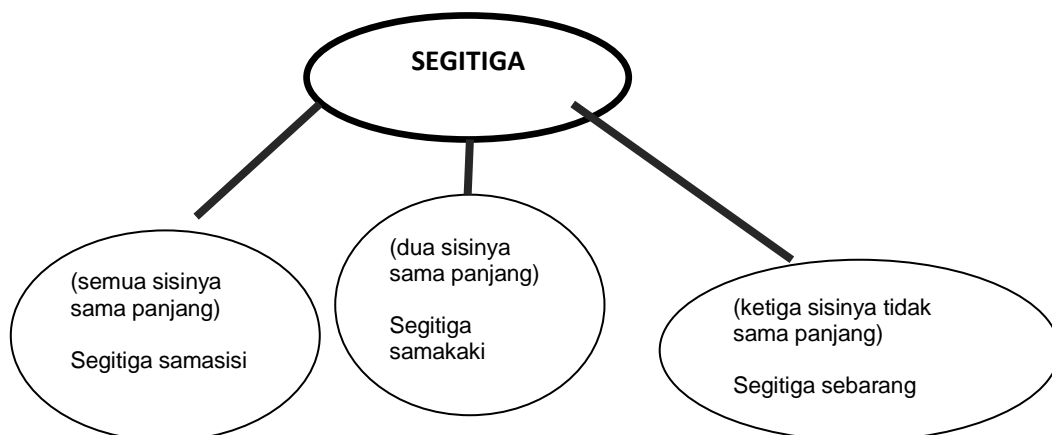 SEGITIGA
(semua sisinya
sama panjang)
Segitiga samasisi
(dua sisinya
sama panjang)
Segitiga
samakaki
(ketiga sisinya tidak
sama panjang)
Segitiga sebarang